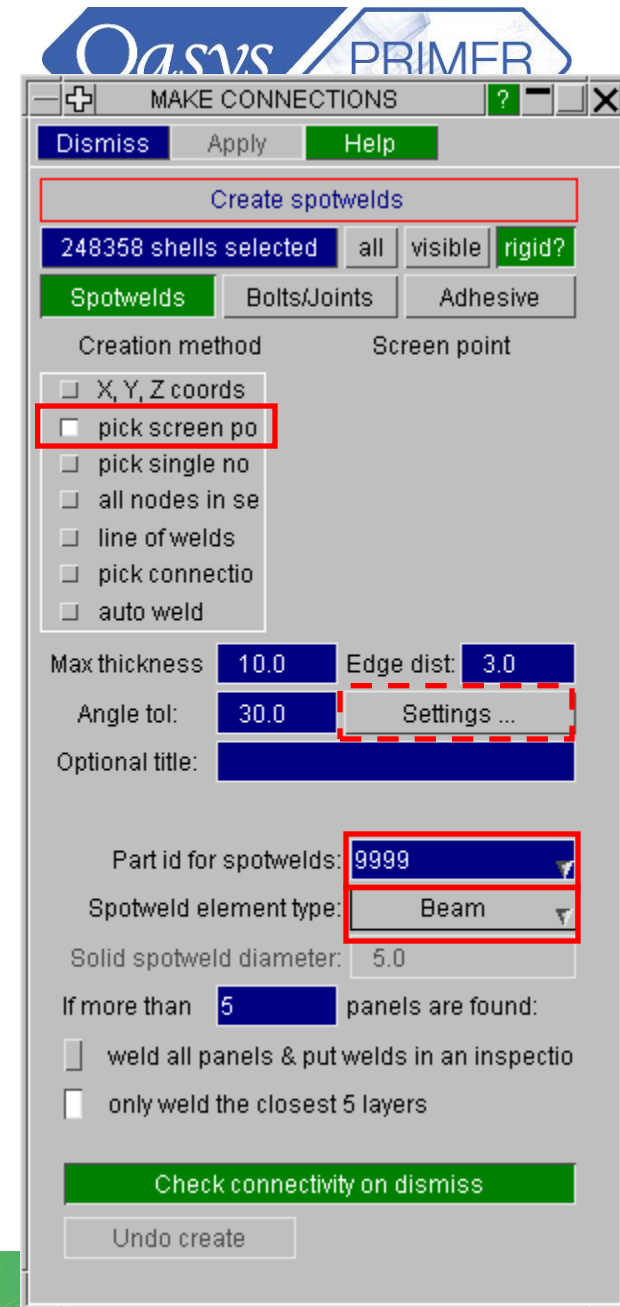 Oasys PRIMER
MAKE CONNECTIONS ?
Dismiss Apply Help
Create spotwelds
248358 shells selected all visible rigid?
Spotwelds Bolts/Joints Adhesive
Creation method Screen point
X, Y, Z coords
pick screen po
pick single no
all nodes in se
line of welds
pick connectio
auto weld
Max thickness 10.0 Edge dist: 3.0
Angle tol: 30.0 Settings ...
Optional title:
Part id for spotwelds: 9999
Spotweld element type: Beam
Solid spotweld diameter: 5.0
If more than 5 panels are found:
weld all panels & put welds in an inspectio
only weld the closest 5 layers
Check connectivity on dismiss
Undo create